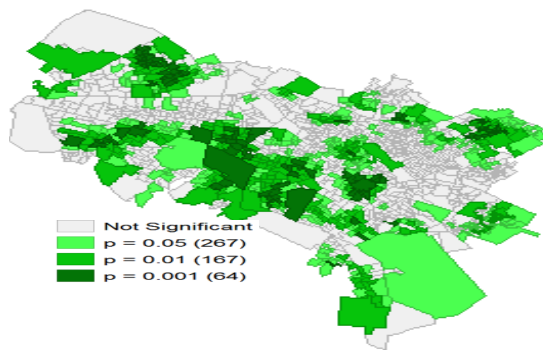 Not Significant
p = 0.05 (267)
p = 0.01 (167)
p = 0.001 (64)